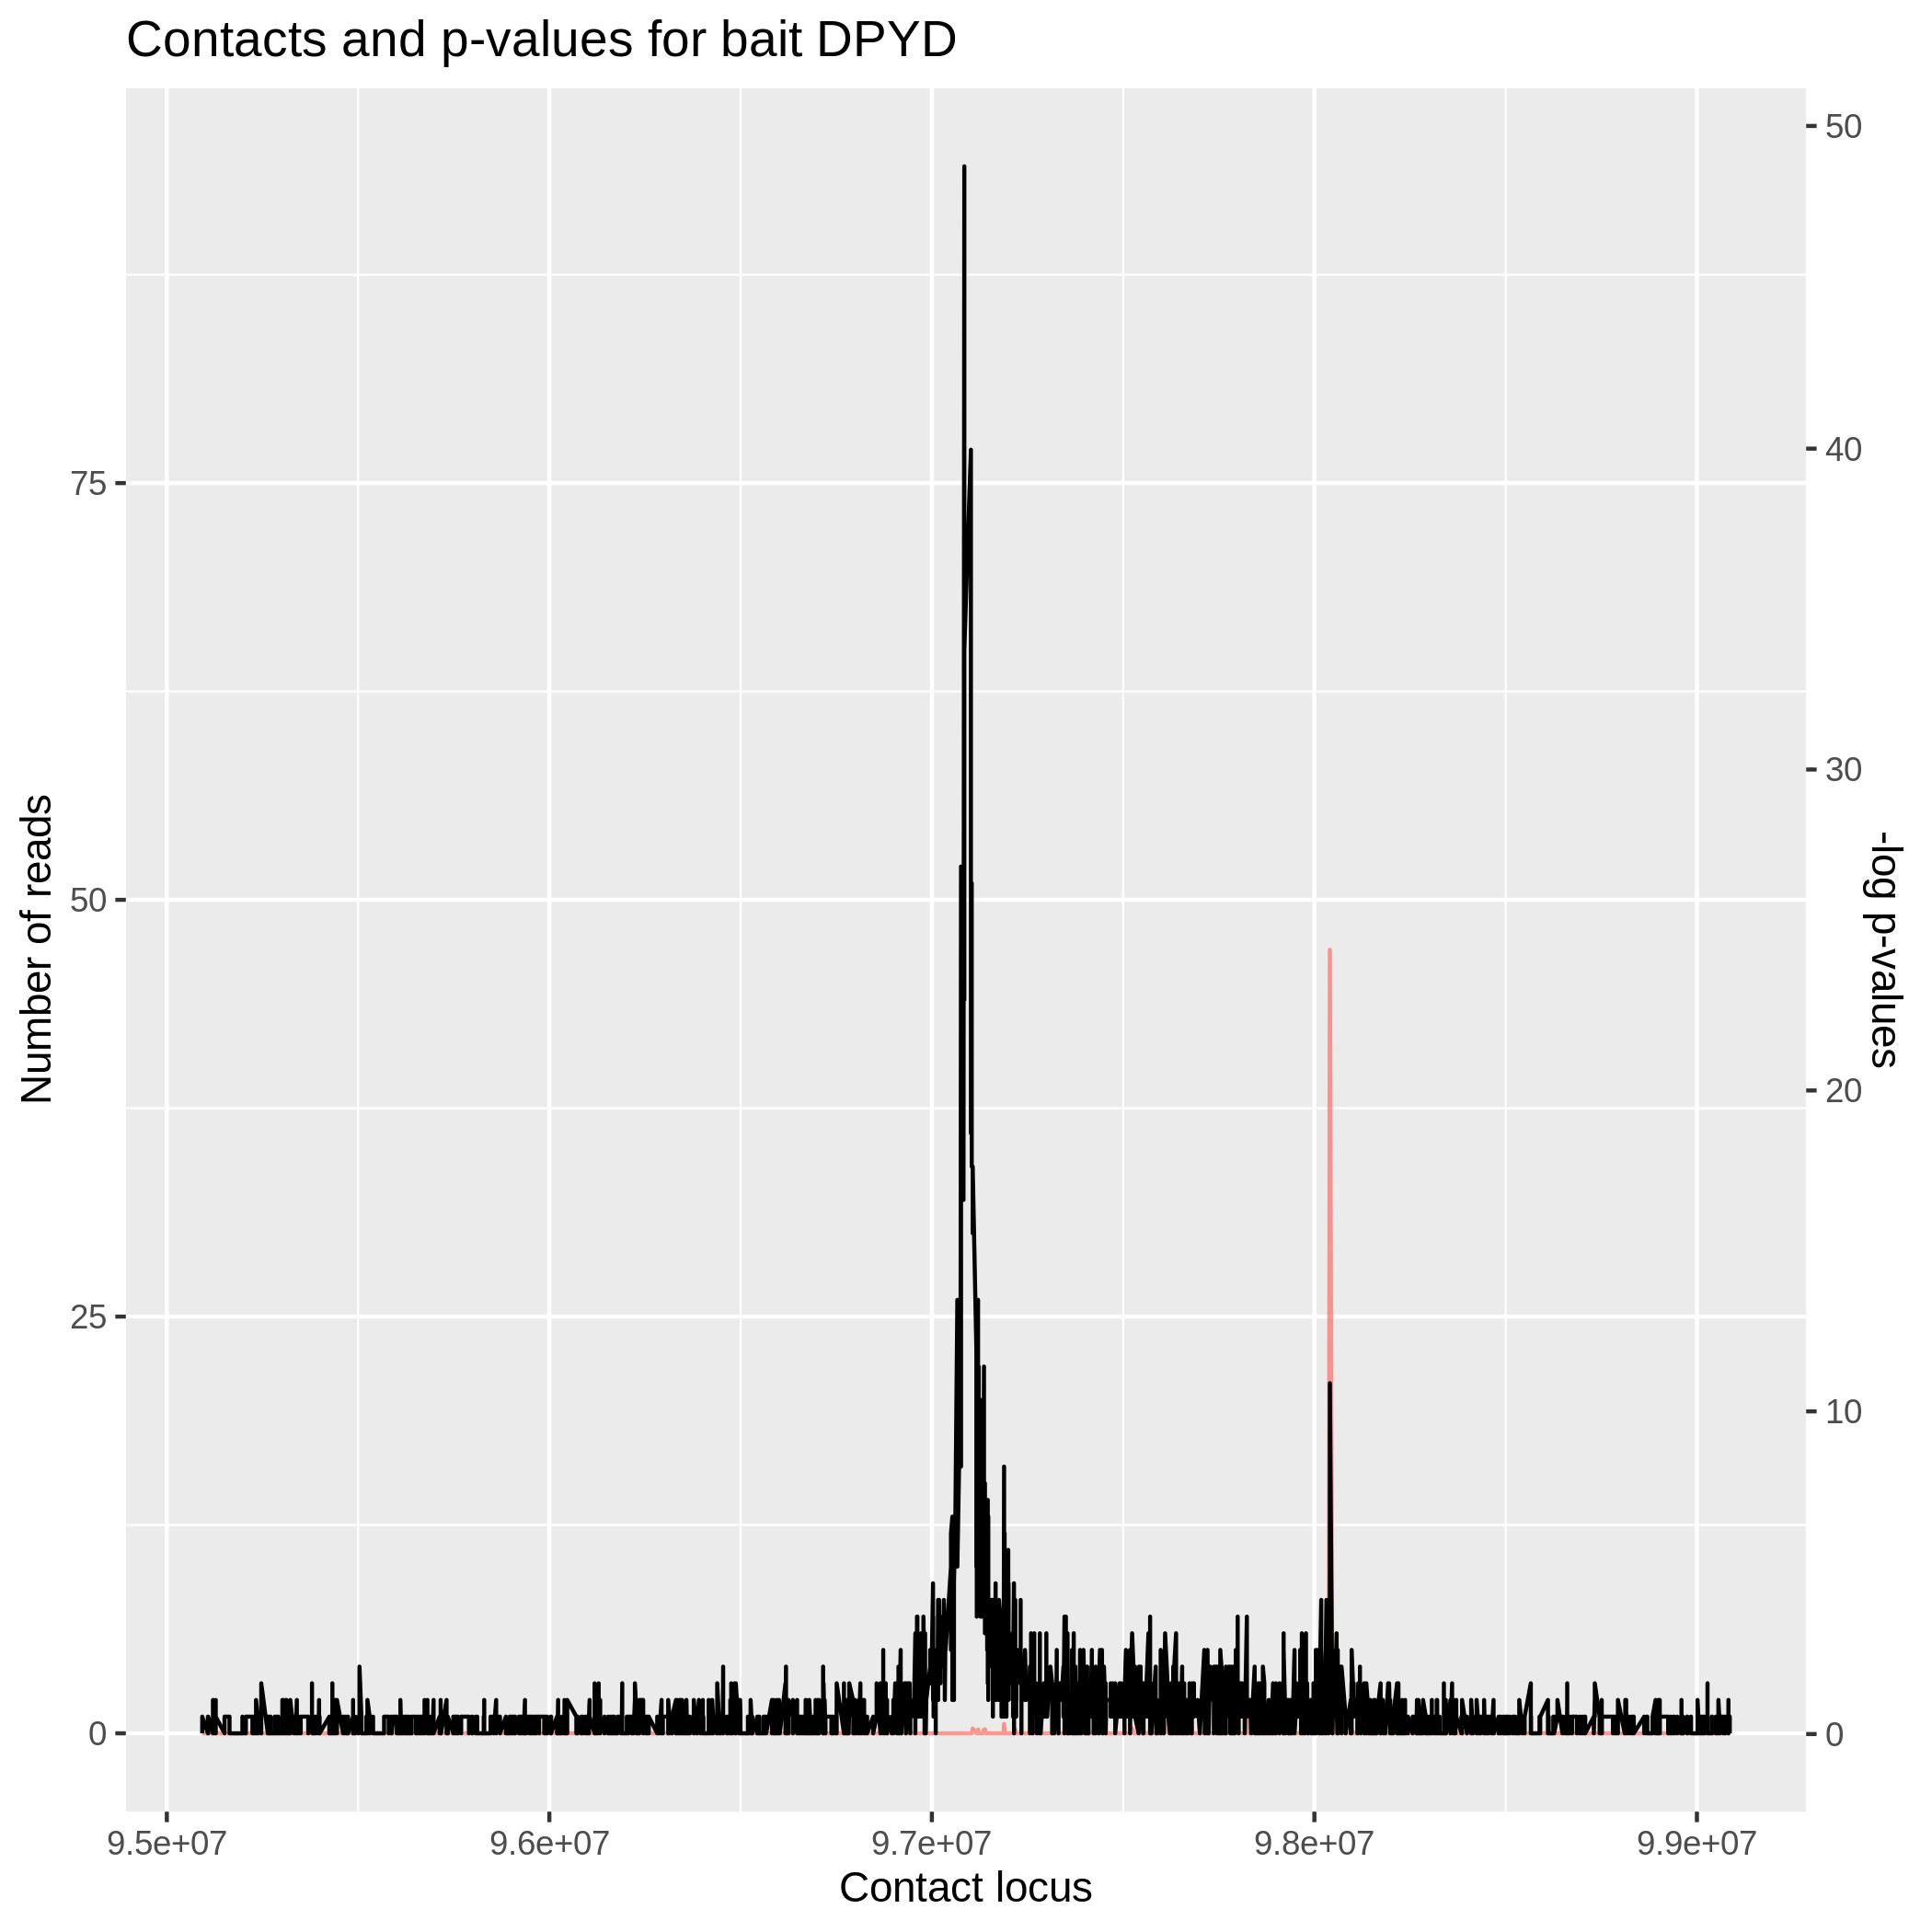 Contacts and p-values for bait DPYD
Number of reads
75
50
25
0
50
40
30
20
10
0
-log p-values
9.5e+07 9.6e+07 9.7e+07 9.8e+07 9.9e+07
Contact locus